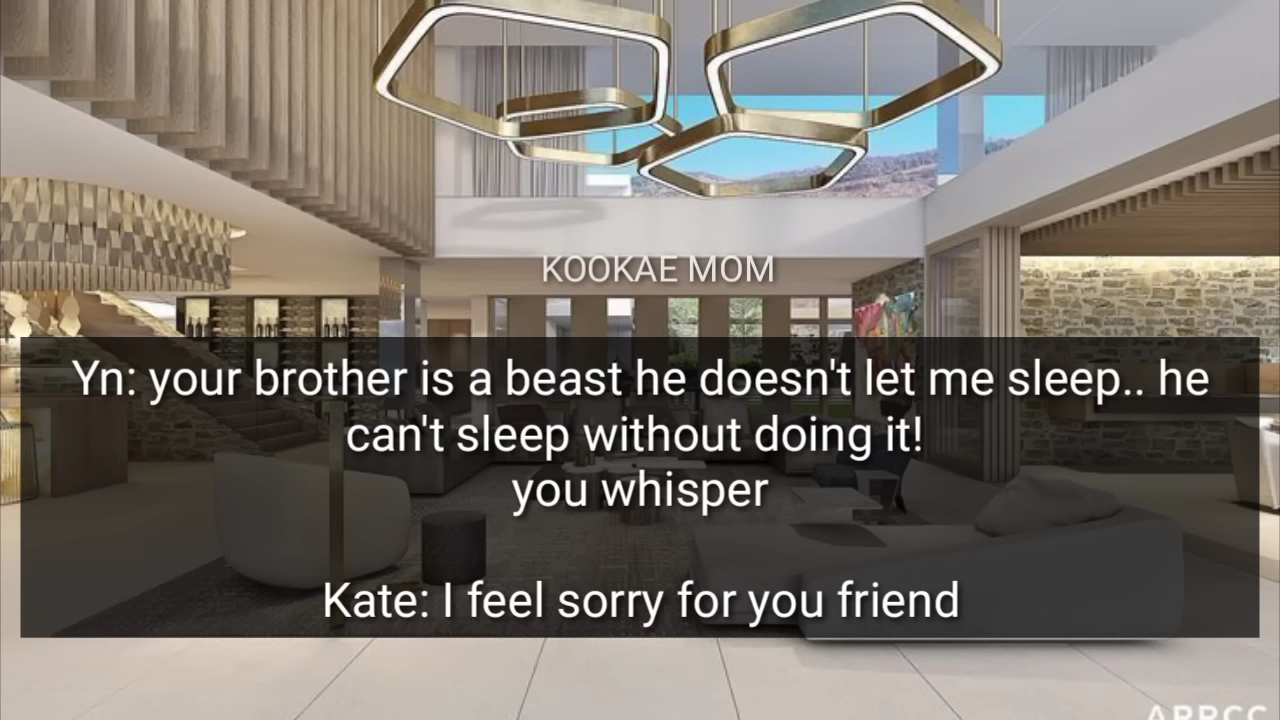 KOOKAE MOM
Yn: your brother is a beast he doesn't let me sleep.. he
can't sleep without doing it!
you whisper
Kate: I feel sorry for you friend